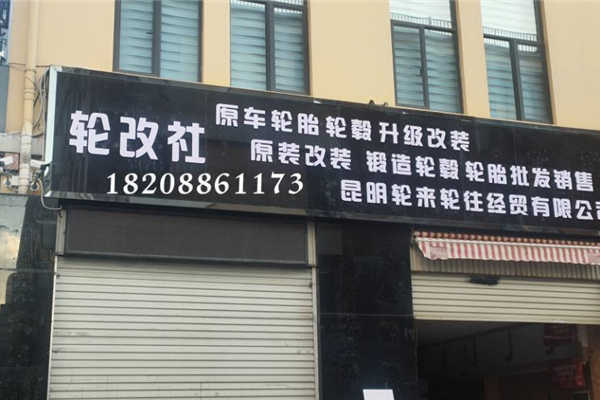 轮改社
原车轮胎轮毂升级改装
原装改装 锻造轮毂轮胎批发销售
18208861173
昆明轮来轮往经贸有限公司